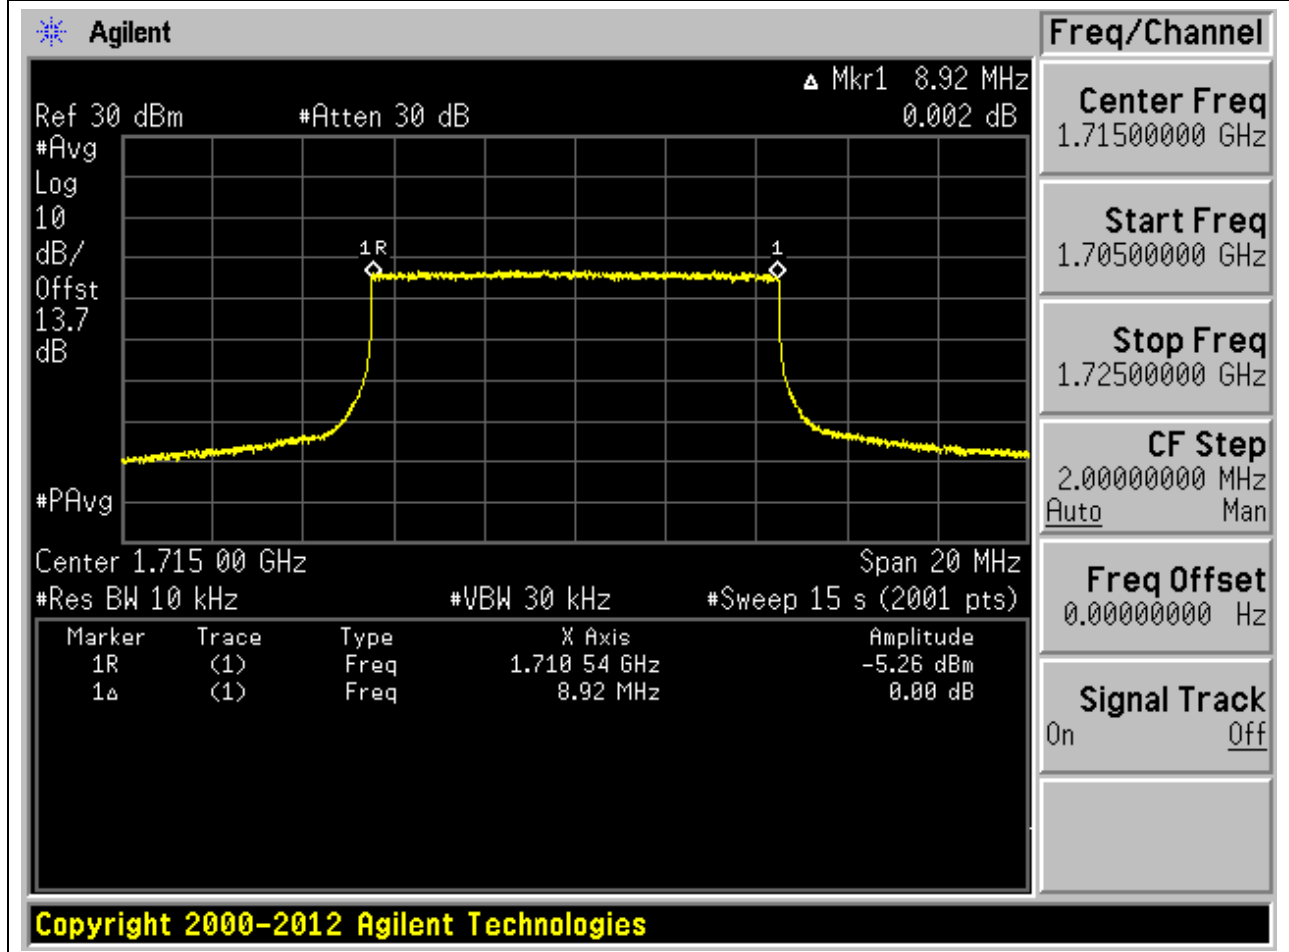 Agilent
Freq/Channel
▵ Mkr1 8.92 MHz
Ref 30 dBm #Atten 30 dB 0.002 dB
#Avg
Log
10
dB/
Offst
13.7
dB
#PAvg
1R
1
Center 1.715 00 GHz Span 20 MHz
#Res BW 10 kHz #VBW 30 kHz #Sweep 15 s (2001 pts)
Marker Trace Type X Axis Amplitude
1R (1) Freq 1.710 54 GHz -5.26 dBm
1▵ (1) Freq 8.92 MHz 0.00 dB
Center Freq
1.71500000 GHz
Start Freq
1.70500000 GHz
Stop Freq
1.72500000 GHz
CF Step
2.00000000 MHz
Auto Man
Freq Offset
0.00000000 Hz
Signal Track
On Off
Copyright 2000-2012 Agilent Technologies